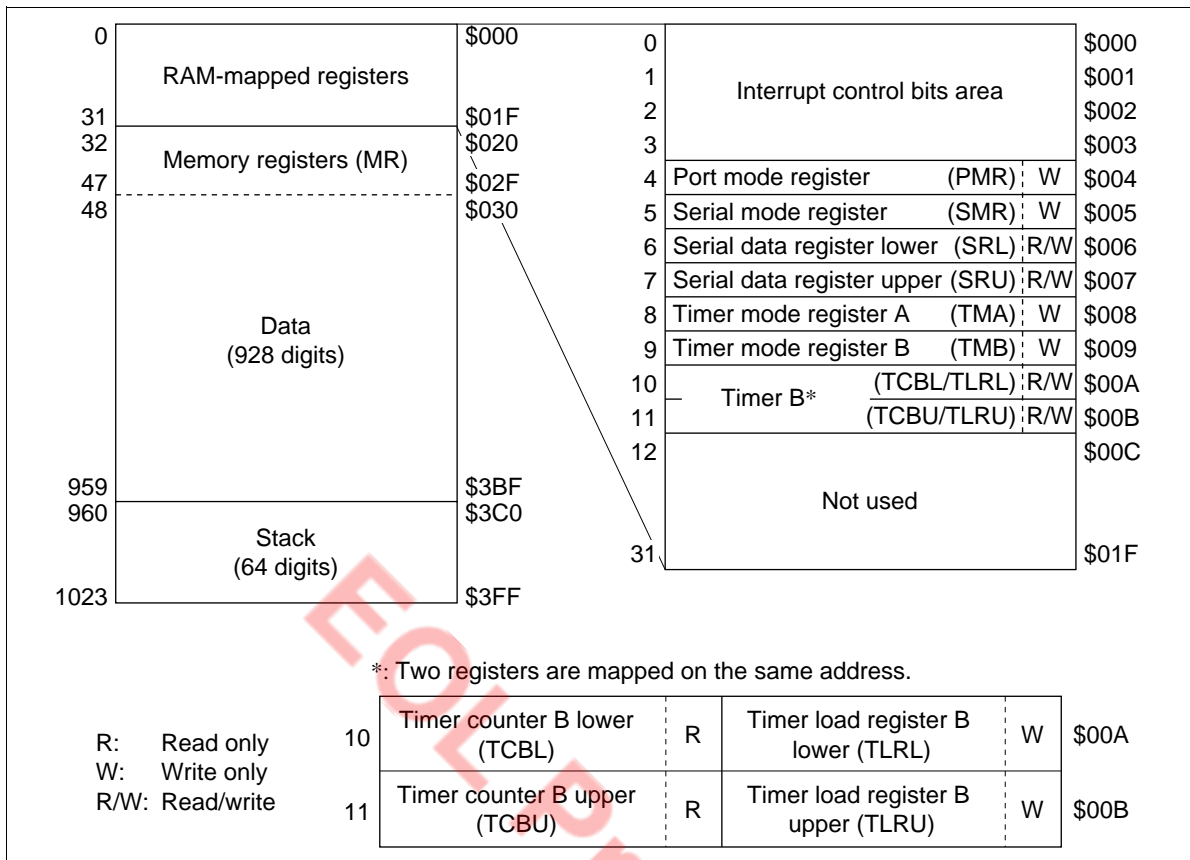 0 $000
RAM-mapped registers
31 $01F
32 $020
Memory registers (MR)
47 $02F
48 $030
Data
(928 digits)
959 $3BF
960 $3C0
Stack
(64 digits)
1023 $3FF
0 $000
1 $001
Interrupt control bits area
2 $002
3 $003
4 Port mode register (PMR) W $004
5 Serial mode register (SMR) W $005
6 Serial data register lower (SRL) R/W $006
7 Serial data register upper (SRU) R/W $007
8 Timer mode register A (TMA) W $008
9 Timer mode register B (TMB) W $009
10 (TCBL/TLRL) R/W $00A
Timer B*
11 (TCBU/TLRU) R/W $00B
12 $00C
Not used
31 $01F
*: Two registers are mapped on the same address.
R: Read only
W: Write only
R/W: Read/write
10 Timer counter B lower (TCBL) R Timer load register B lower (TLRL) W $00A
11 Timer counter B upper (TCBU) R Timer load register B upper (TLRU) W $00B
EOL Pr